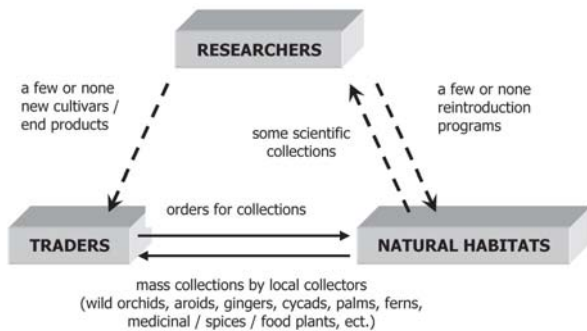 RESEARCHERS
a few or none
new cultivars /
end products
a few or none
reintroduction
programs
some scientific
collections
orders for collections
TRADERS
NATURAL HABITATS
mass collections by local collectors
(wild orchids, aroids, gingers, cycads, palms, ferns,
medicinal / spices / food plants, ect.)